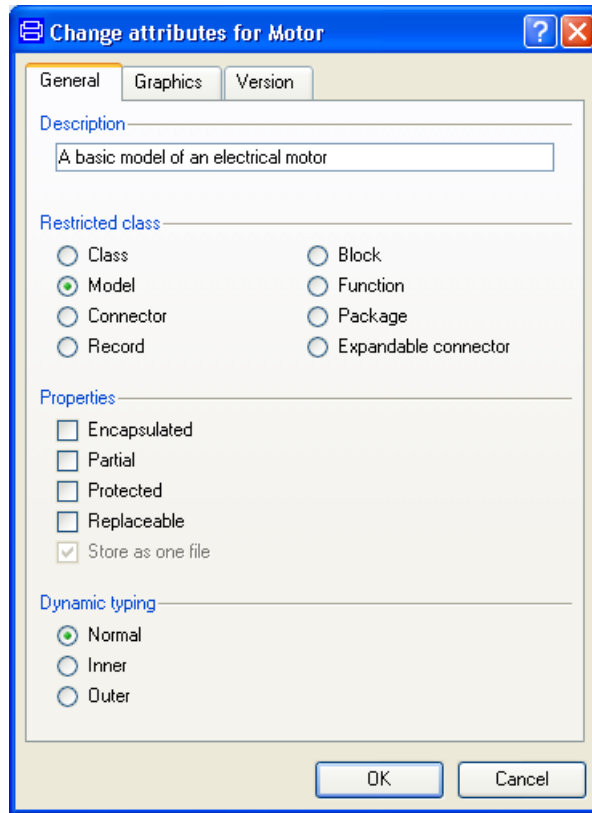 Change attributes for Motor
General Graphics Version
Description
A basic model of an electrical motor
Restricted class
Class Block
Model Function
Connector Package
Record Expandable connector
Properties
Encapsulated
Partial
Protected
Replaceable
Store as one file
Dynamic typing
Normal
Inner
Outer
OK Cancel